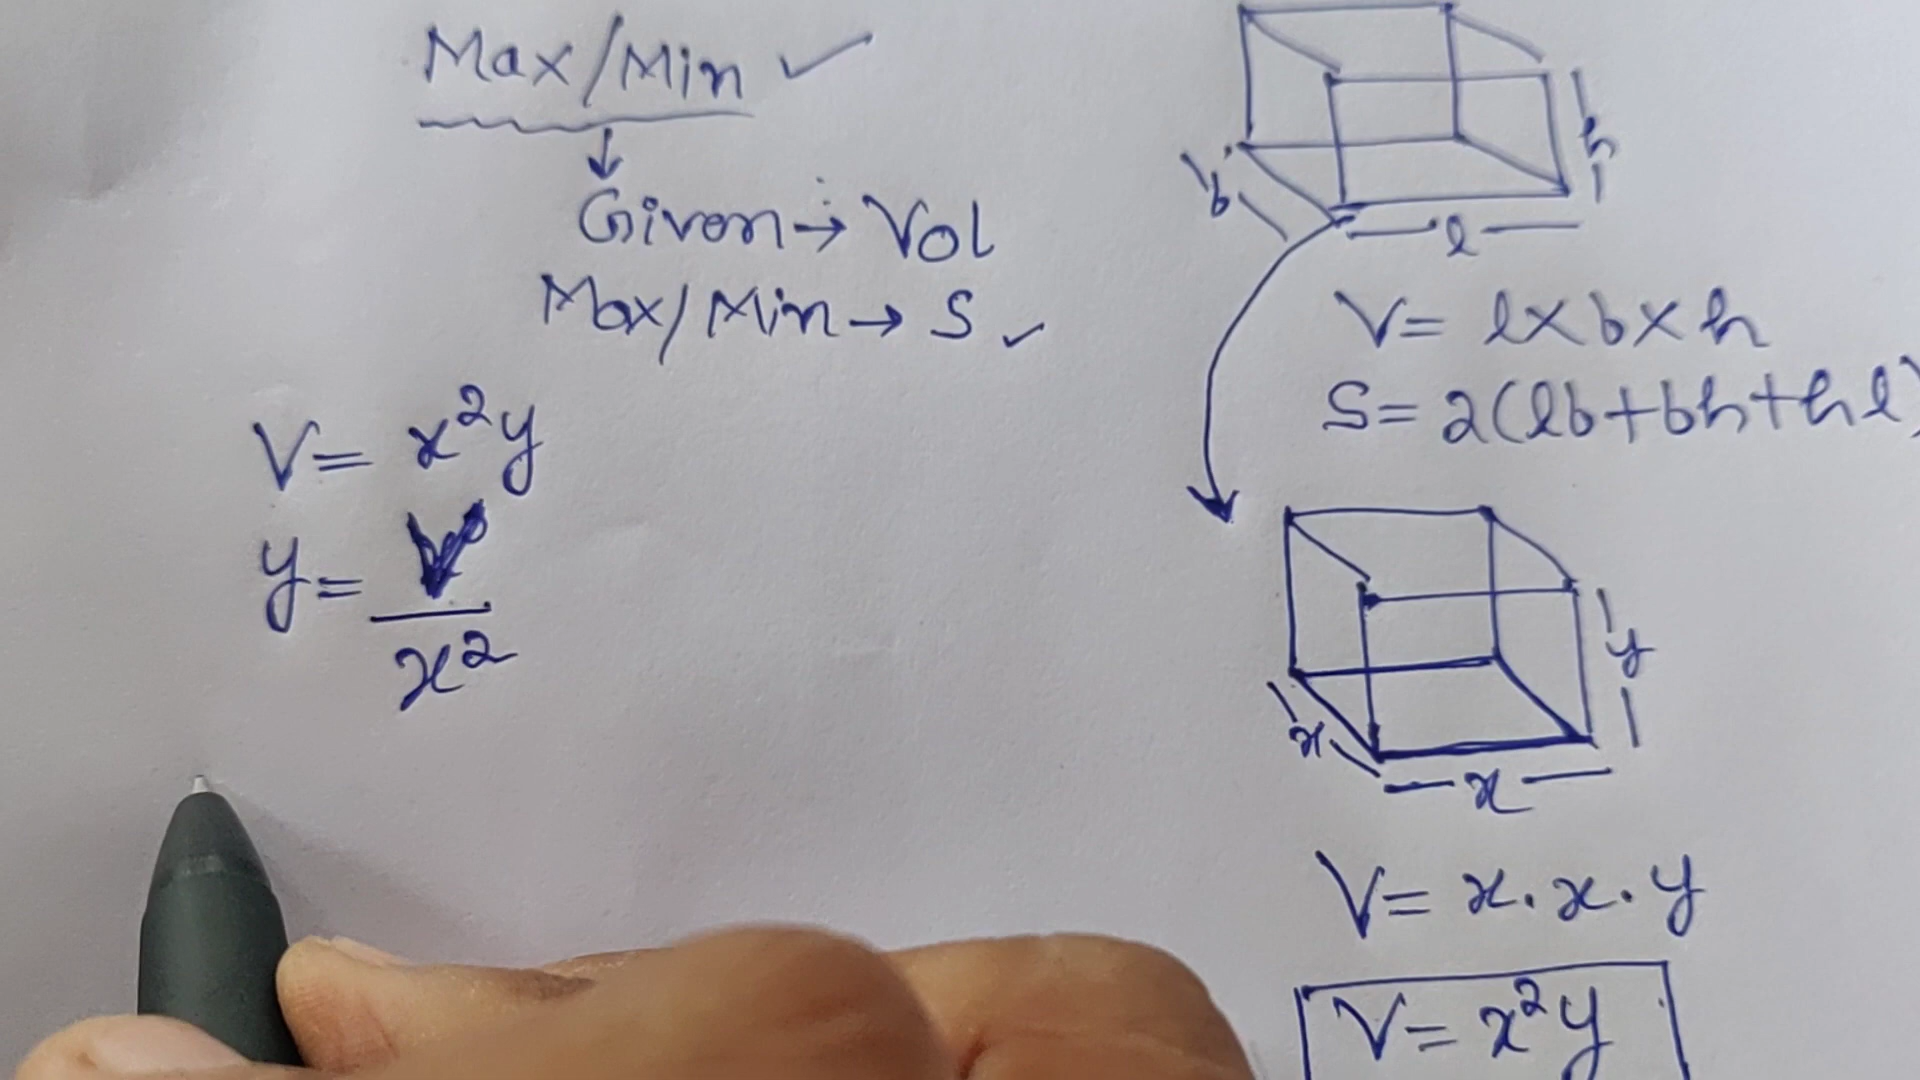 Max/Min ✓
↓
Given → Vol
Max/Min → S ✓
V = x²y
y = V/x²
h
b
l
V = l×b×h
S = 2(lb+bh+hl)
y
x
x
V = x.x.y
V = x²y